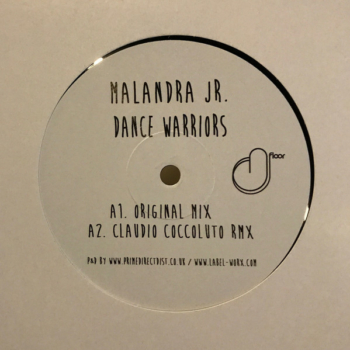 MALANDRA JR.
DANCE WARRIORS
floor
A1. ORIGINAL MIX
A2. CLAUDIO COCCOLUTO RMX
P&D BY WWW.PRIMEDIRECTDIST.CO.UK / WWW.LABEL-WORX.COM